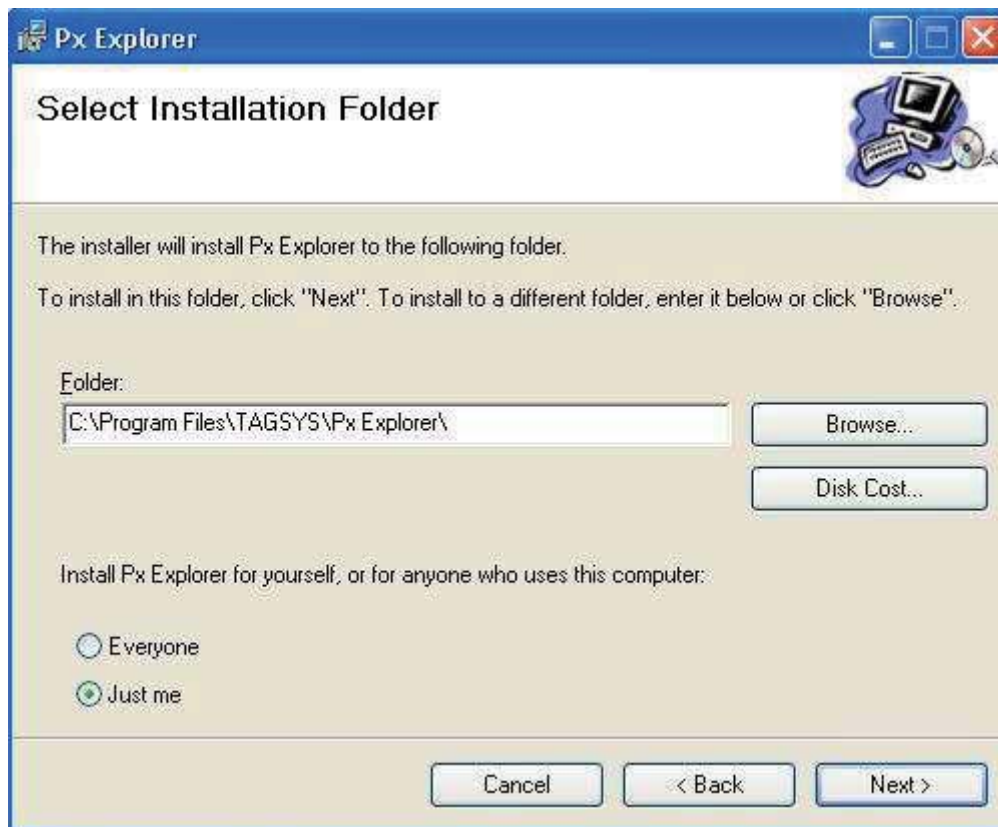 Px Explorer
Select Installation Folder
The installer will install Px Explorer to the following folder.
To install in this folder, click "Next". To install to a different folder, enter it below or click "Browse".
Folder:
C:\Program Files\TAGSYS\Px Explorer\
Browse...
Disk Cost...
Install Px Explorer for yourself, or for anyone who uses this computer:
Everyone
Just me
Cancel
< Back
Next >